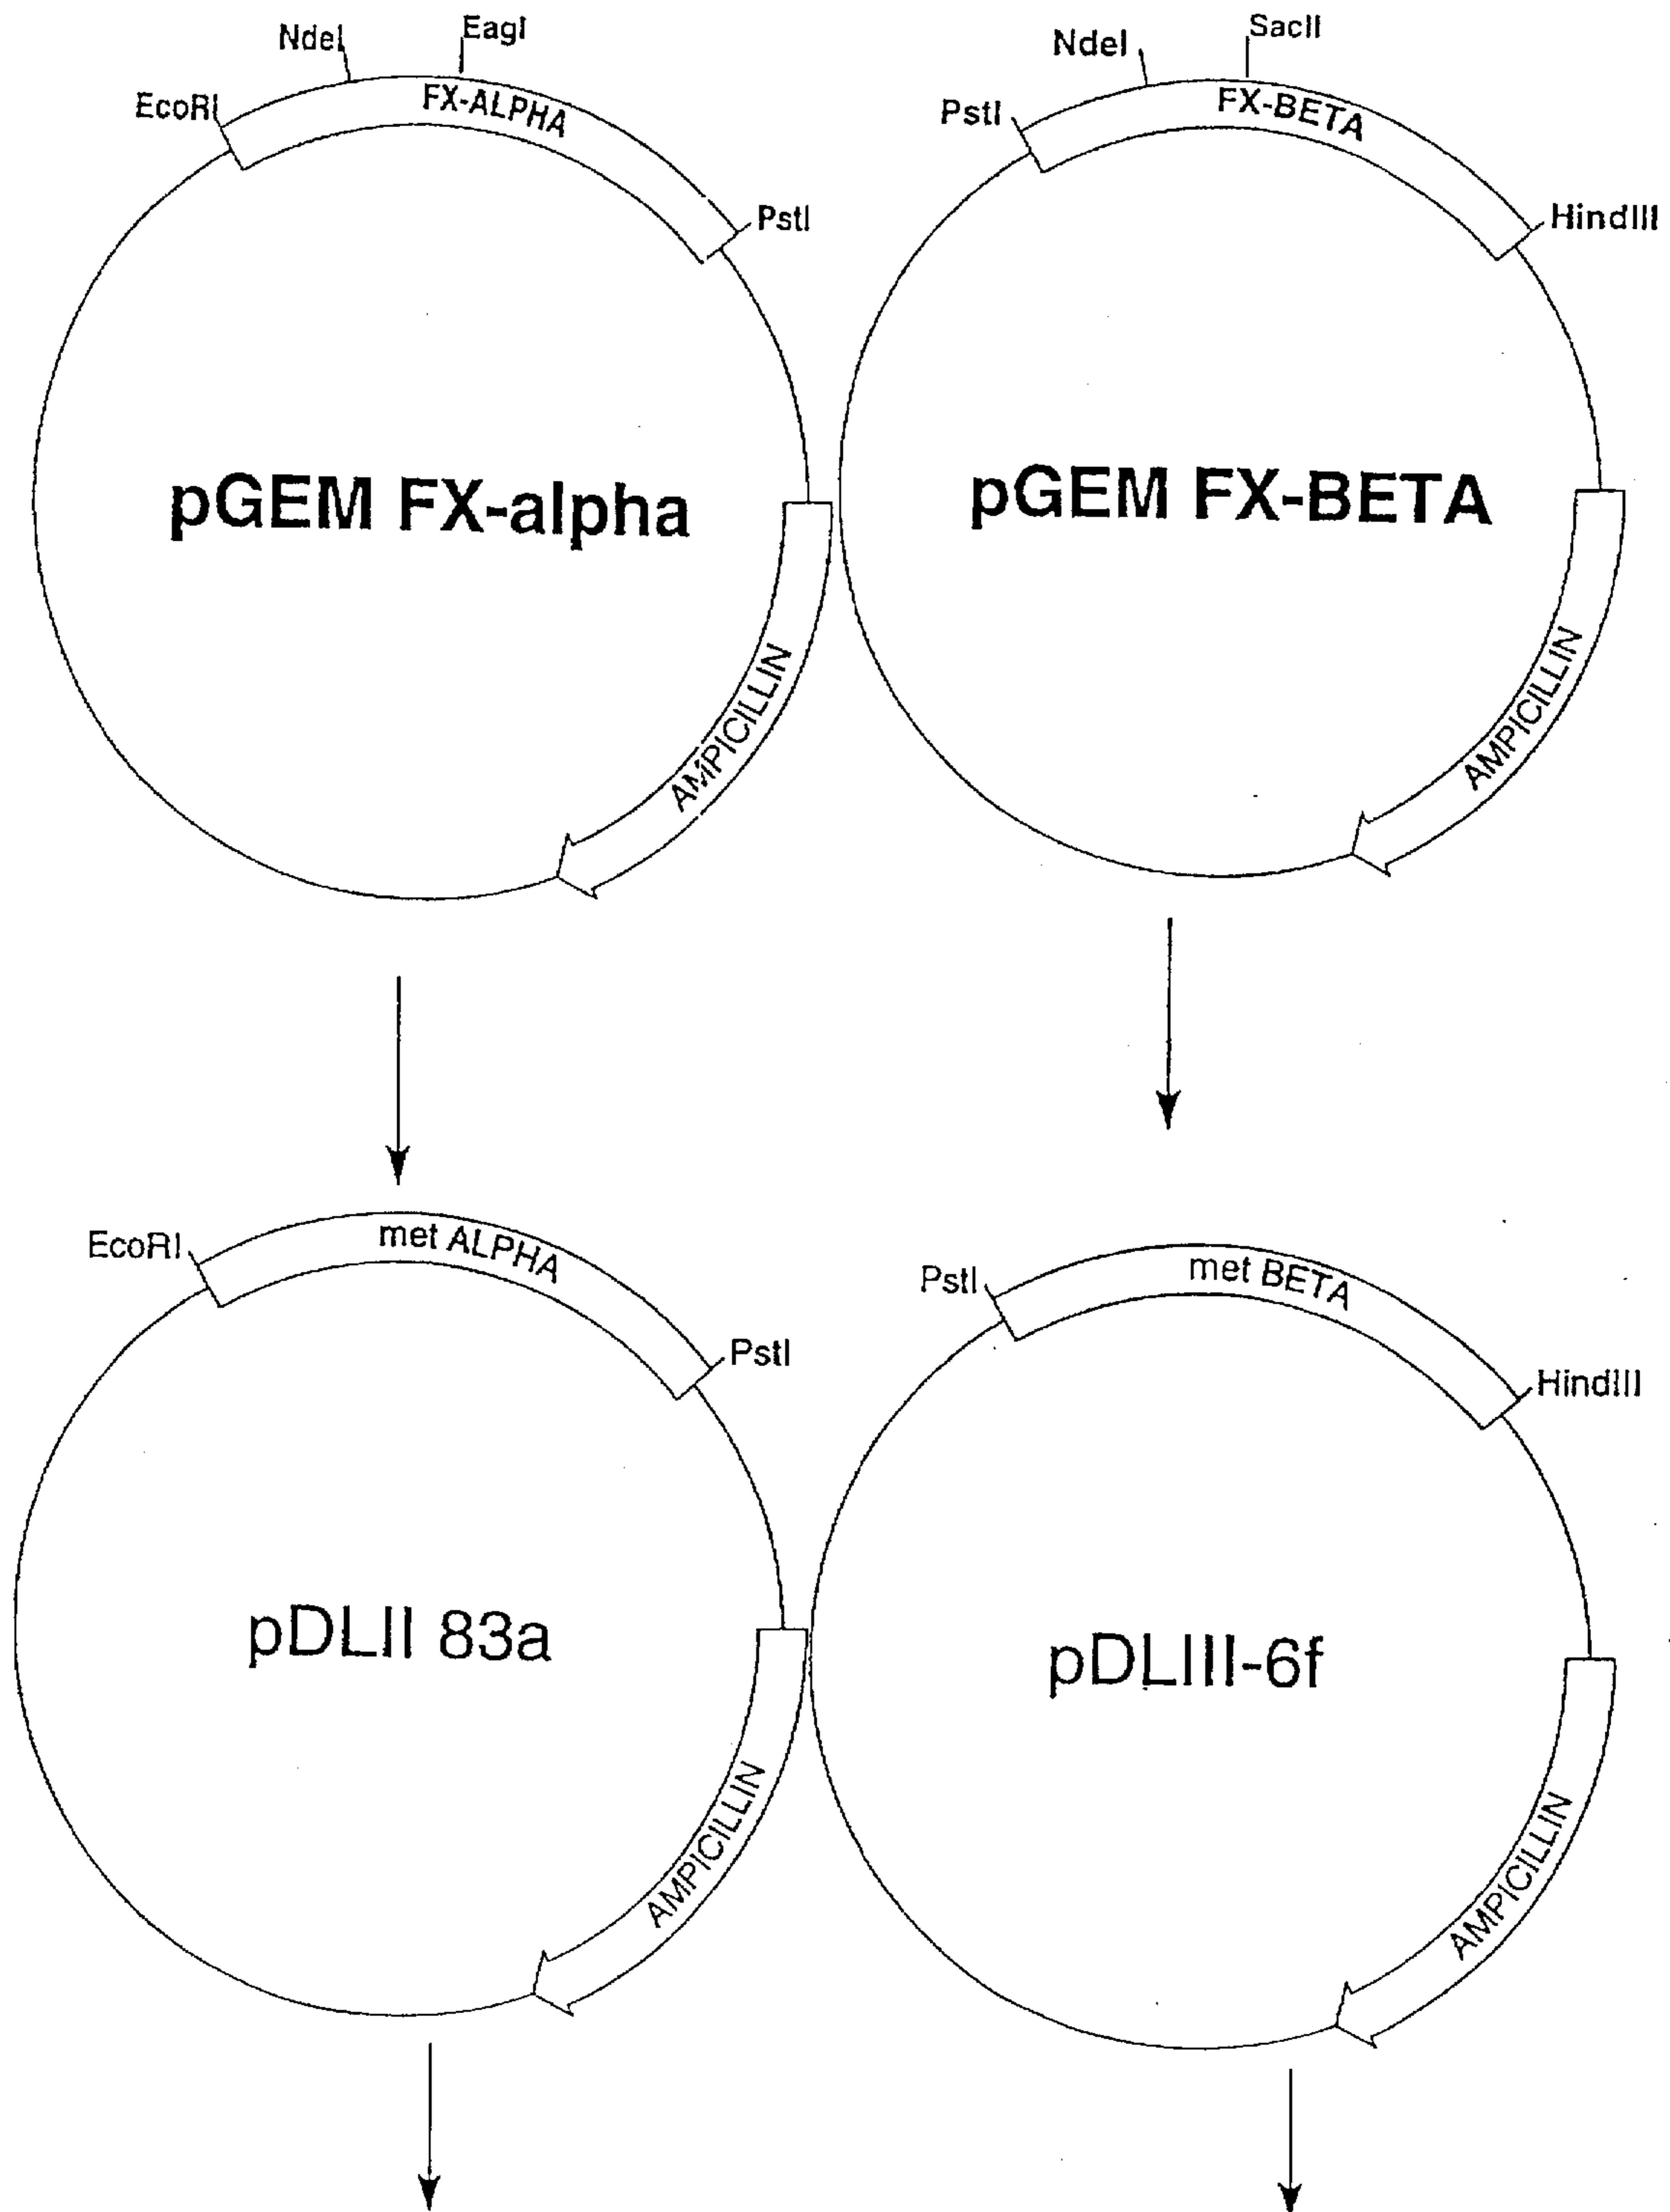 NdeI
EagI
EcoRI
FX-ALPHA
PstI
pGEM FX-alpha
AMPICILLIN
NdeI
SacII
PstI
FX-BETA
HindIII
pGEM FX-BETA
AMPICILLIN
EcoRI
met ALPHA
PstI
pDLII 83a
AMPICILLIN
PstI
met BETA
HindIII
pDLIII-6f
AMPICILLIN